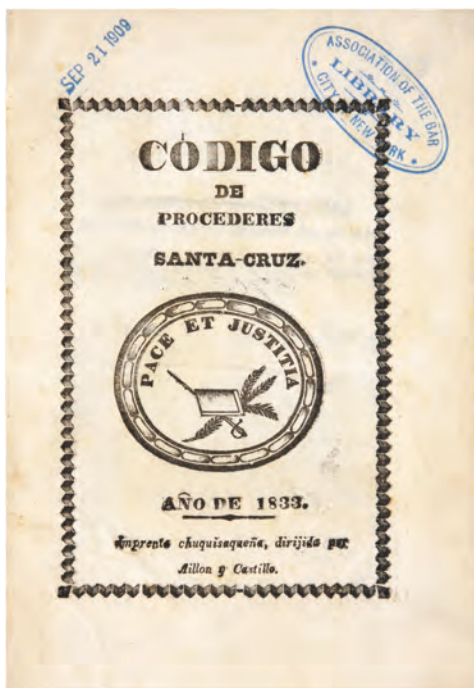 SEP 21 1909
ASSOCIATION OF THE BAR
LIBRARY
CITY NEW YORK
CÓDIGO
DE
PROCEDERES
SANTA-CRUZ.
PACE ET JUSTITIA
AÑO DE 1833.
Imprenta chuquisaqueña, dirijida por
Aillon y Castillo.